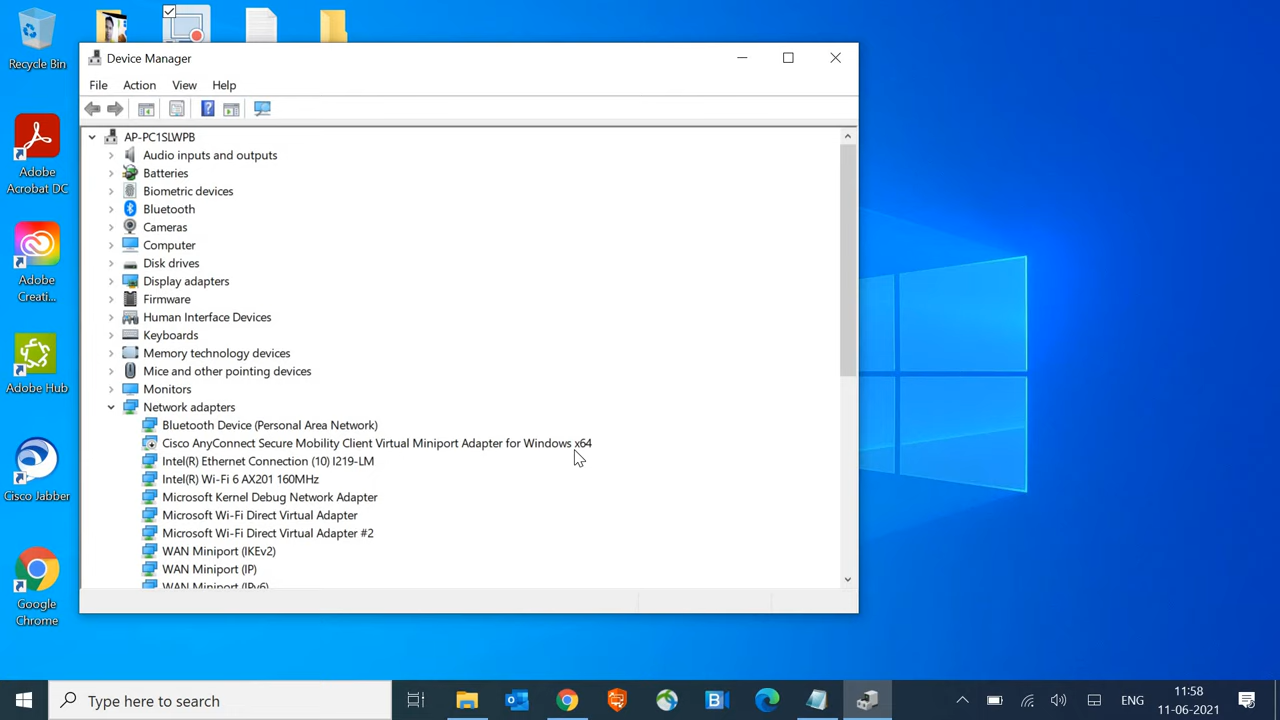 Recycle Bin
Adobe
Acrobat DC
Adobe
Creati...
Adobe Hub
Cisco Jabber
Google
Chrome
Device Manager
File Action View Help
AP-PC1SLWPB
Audio inputs and outputs
Batteries
Biometric devices
Bluetooth
Cameras
Computer
Disk drives
Display adapters
Firmware
Human Interface Devices
Keyboards
Memory technology devices
Mice and other pointing devices
Monitors
Network adapters
Bluetooth Device (Personal Area Network)
Cisco AnyConnect Secure Mobility Client Virtual Miniport Adapter for Windows x64
Intel(R) Ethernet Connection (10) I219-LM
Intel(R) Wi-Fi 6 AX201 160MHz
Microsoft Kernel Debug Network Adapter
Microsoft Wi-Fi Direct Virtual Adapter
Microsoft Wi-Fi Direct Virtual Adapter #2
WAN Miniport (IKEv2)
WAN Miniport (IP)
WAN Miniport (IPv6)
Type here to search
ENG
11:58
11-06-2021